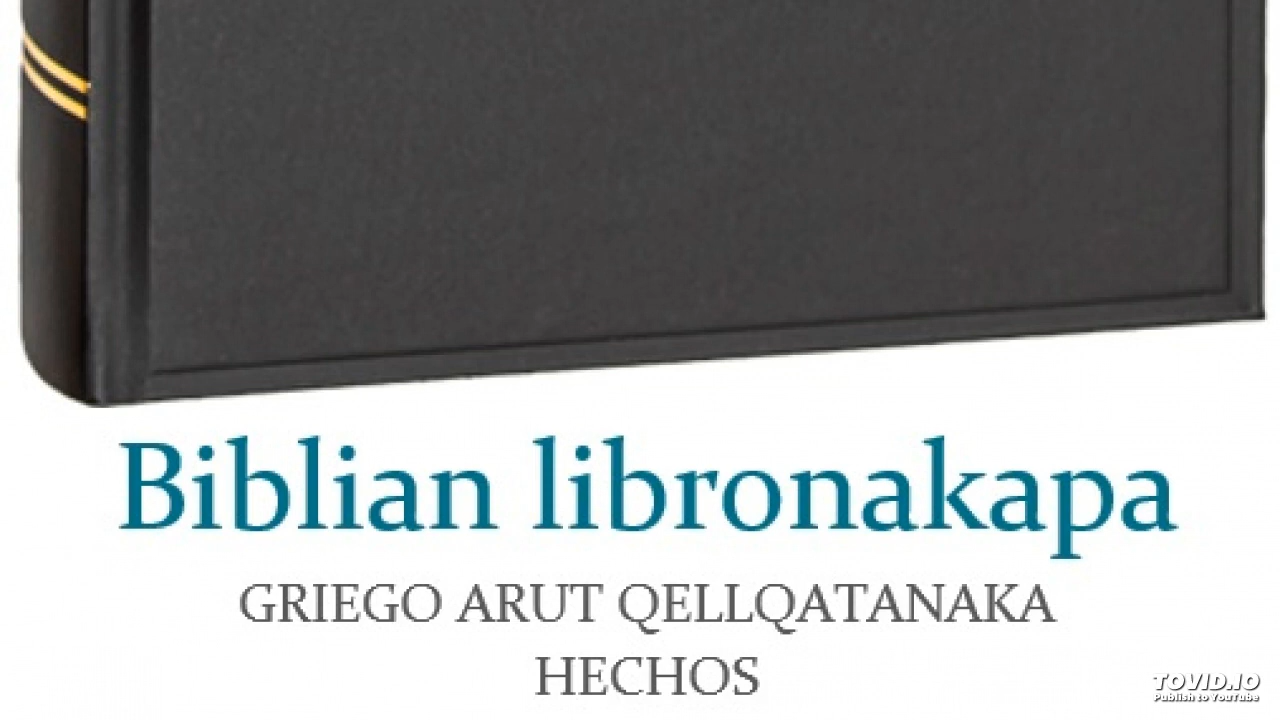 Biblian libronakapa
GRIEGO ARUT QELLQATANAKA
HECHOS
TOVID.IO
Publish to YouTube